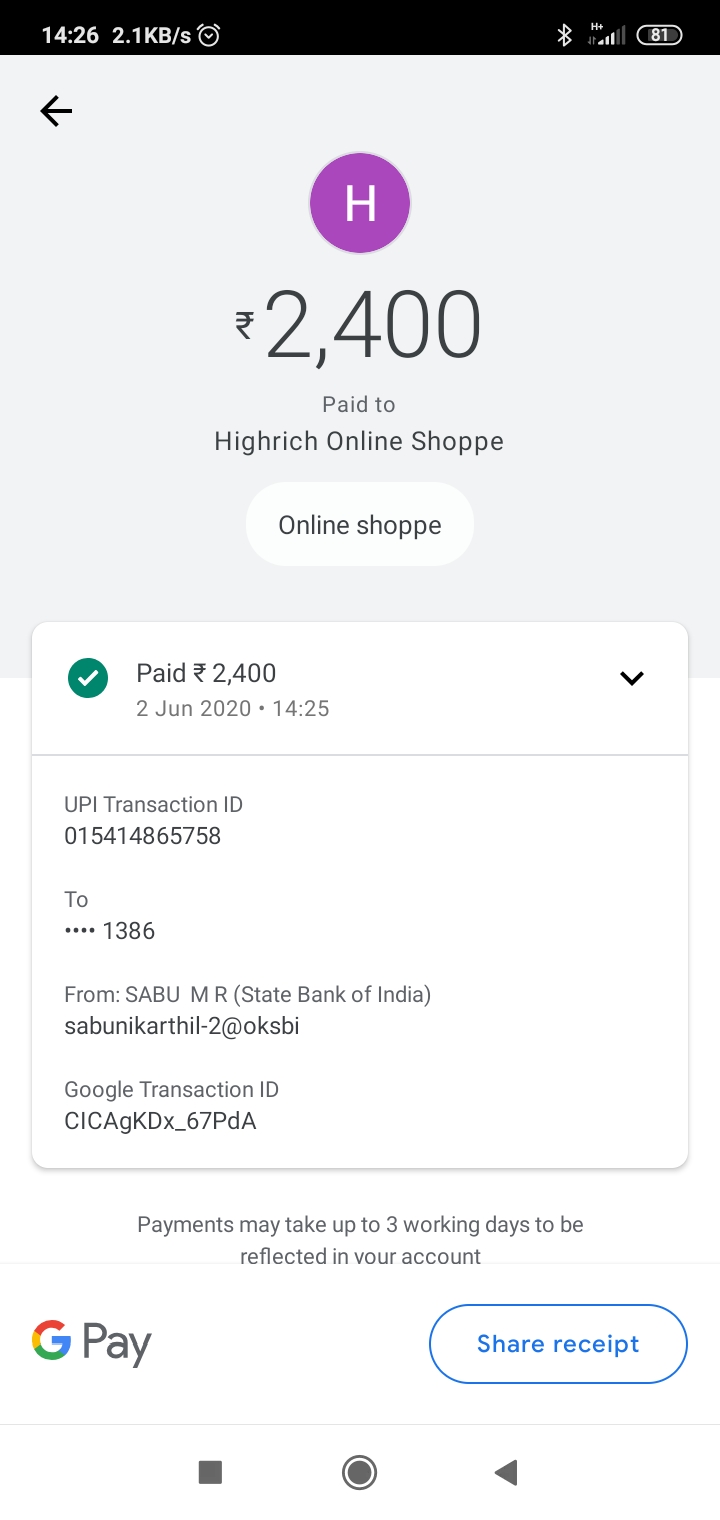 14:26 2.1KB/s H+ 81
H
₹2,400
Paid to
Highrich Online Shoppe
Online shoppe
Paid ₹ 2,400
2 Jun 2020 • 14:25
UPI Transaction ID
015414865758
To
•••• 1386
From: SABU  M R (State Bank of India)
sabunikarthil-2@oksbi
Google Transaction ID
CICAgKDx_67PdA
Payments may take up to 3 working days to be
reflected in your account
G Pay
Share receipt